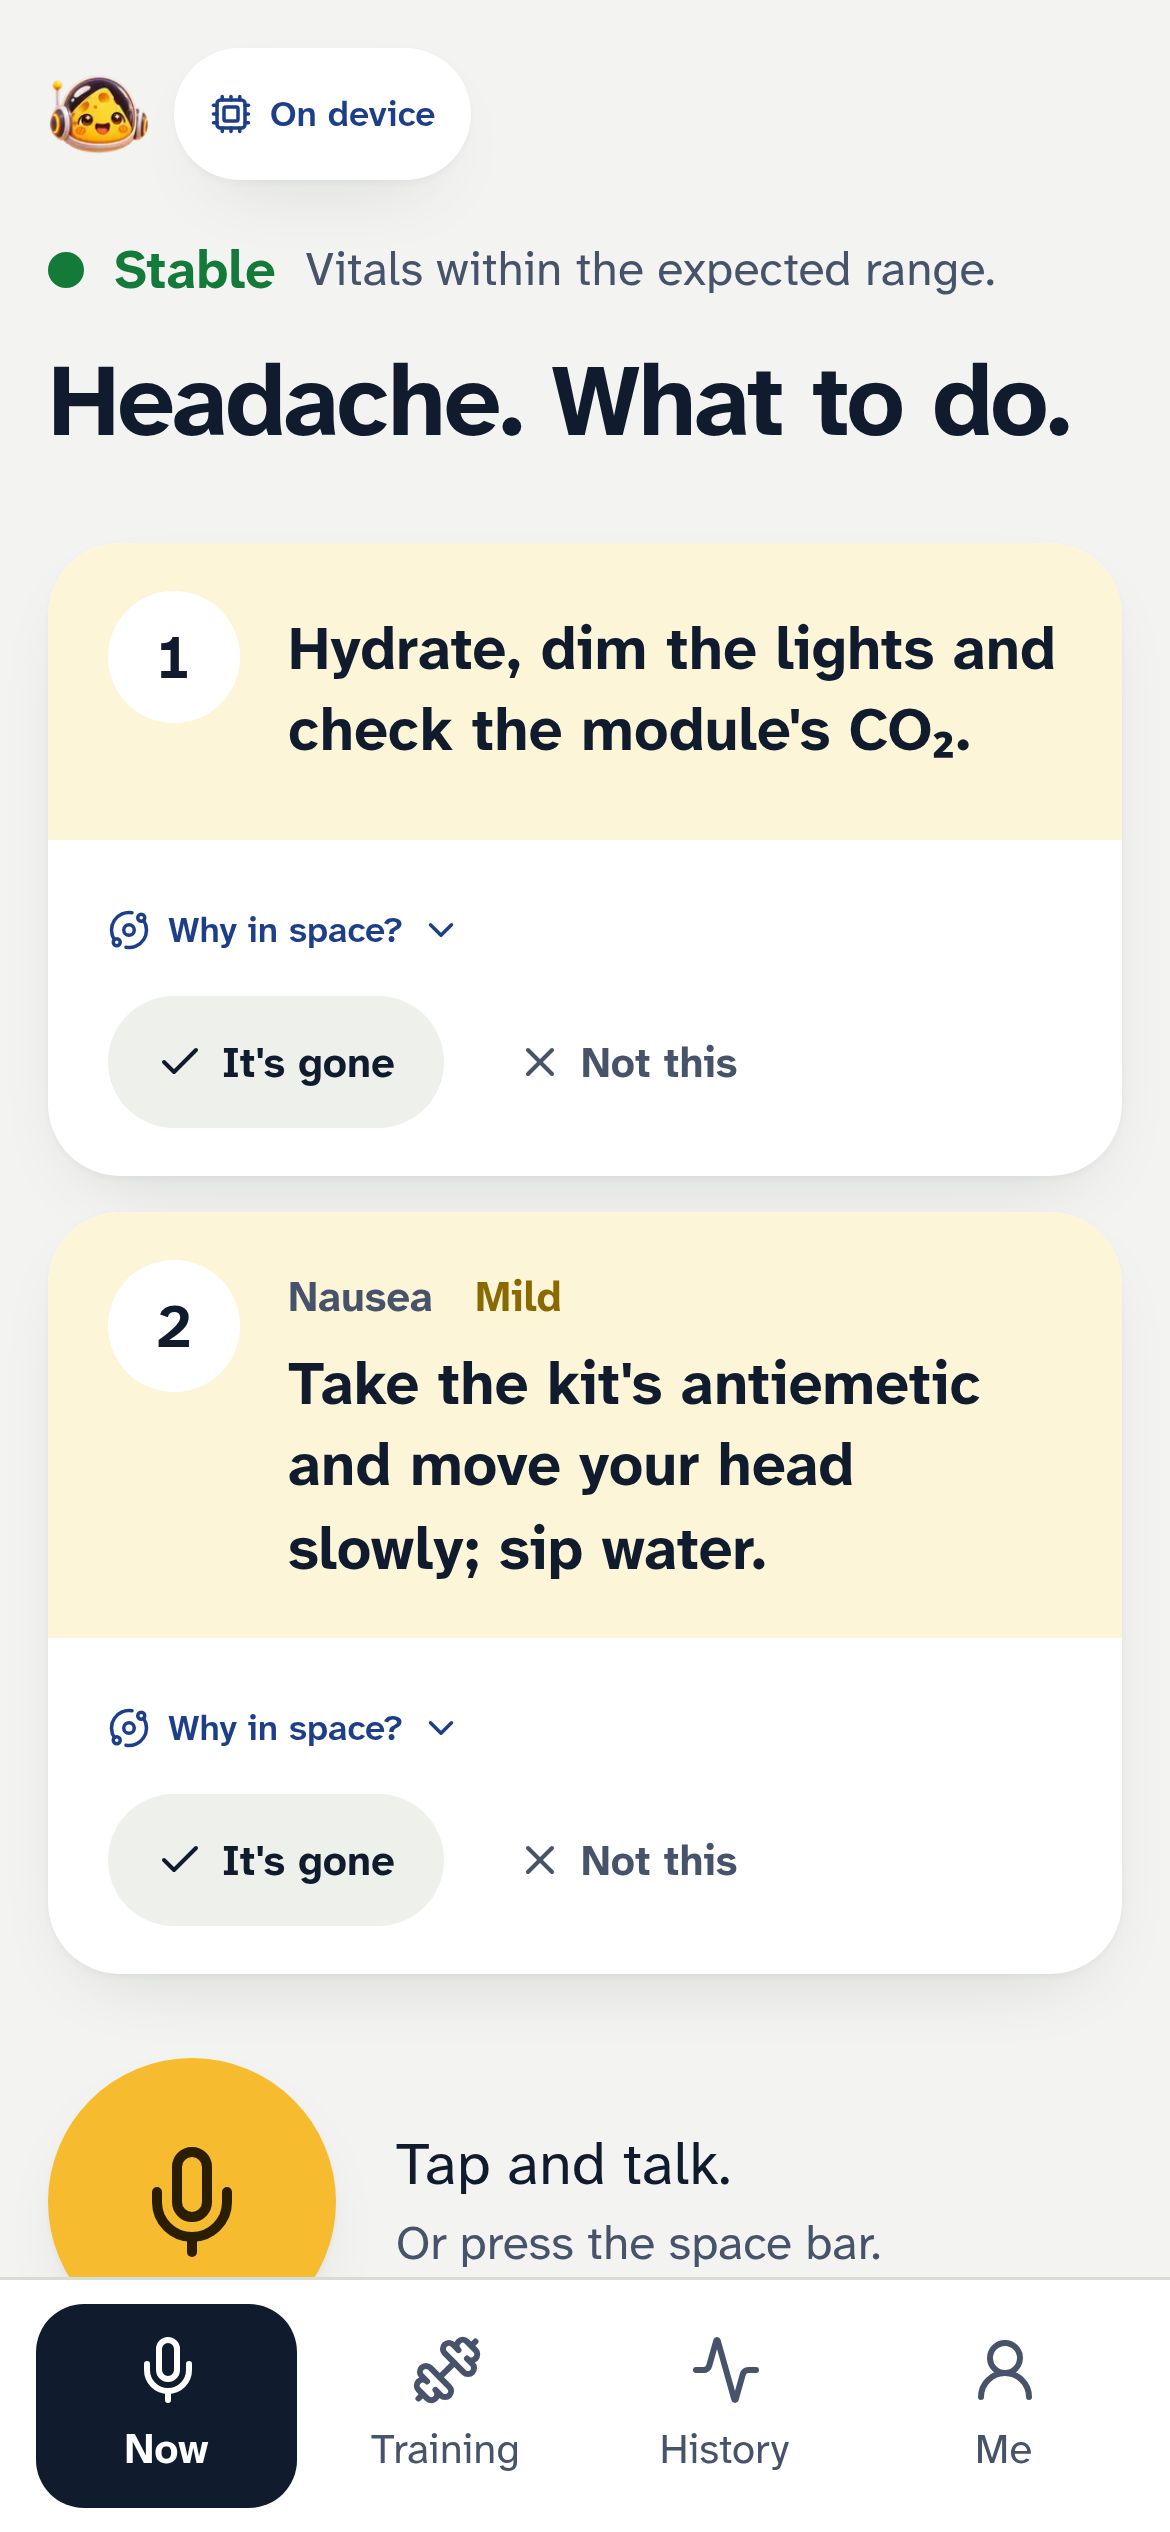 On device
Stable Vitals within the expected range.
Headache. What to do.
1
Hydrate, dim the lights and
check the module's CO₂.
Why in space?
It's gone
Not this
2
Nausea Mild
Take the kit's antiemetic
and move your head
slowly; sip water.
Why in space?
It's gone
Not this
Tap and talk.
Or press the space bar.
Now
Training
History
Me